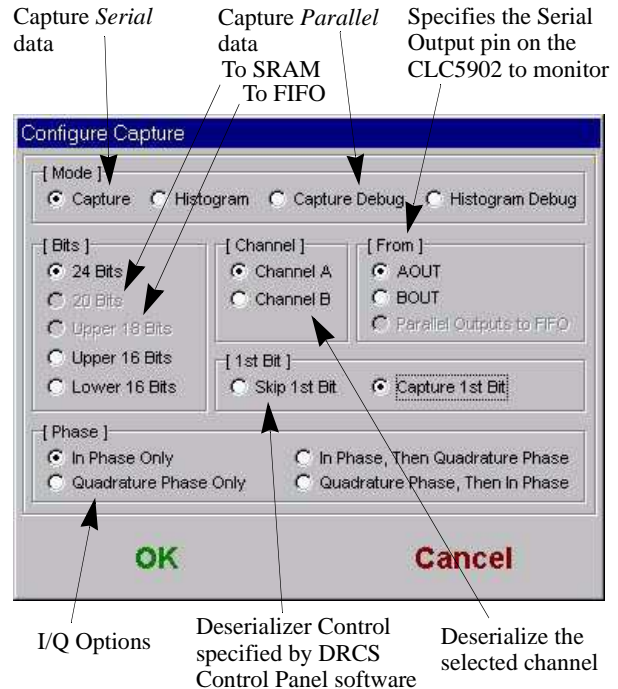 Capture Serial
data
Capture Parallel
data
To SRAM
To FIFO
Specifies the Serial
Output pin on the
CLC5902 to monitor
Configure Capture
[ Mode ]
Capture Histogram Capture Debug Histogram Debug
[ Bits ]
24 Bits
20 Bits
Upper 18 Bits
Upper 16 Bits
Lower 16 Bits
[ Channel ]
Channel A
Channel B
[ From ]
AOUT
BOUT
Parallel Outputs to FIFO
[ 1st Bit ]
Skip 1st Bit Capture 1st Bit
[ Phase ]
In Phase Only In Phase, Then Quadrature Phase
Quadrature Phase Only Quadrature Phase, Then In Phase
OK Cancel
I/Q Options
Deserializer Control
specified by DRCS
Control Panel software
Deserialize the
selected channel